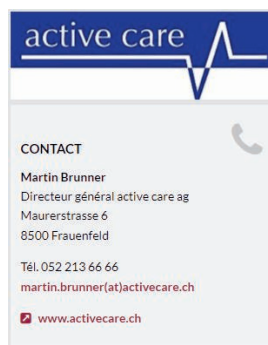 active care
CONTACT
Martin Brunner
Directeur général active care ag
Maurerstrasse 6
8500 Frauenfeld
Tél. 052 213 66 66
martin.brunner(at)activecare.ch
www.activecare.ch